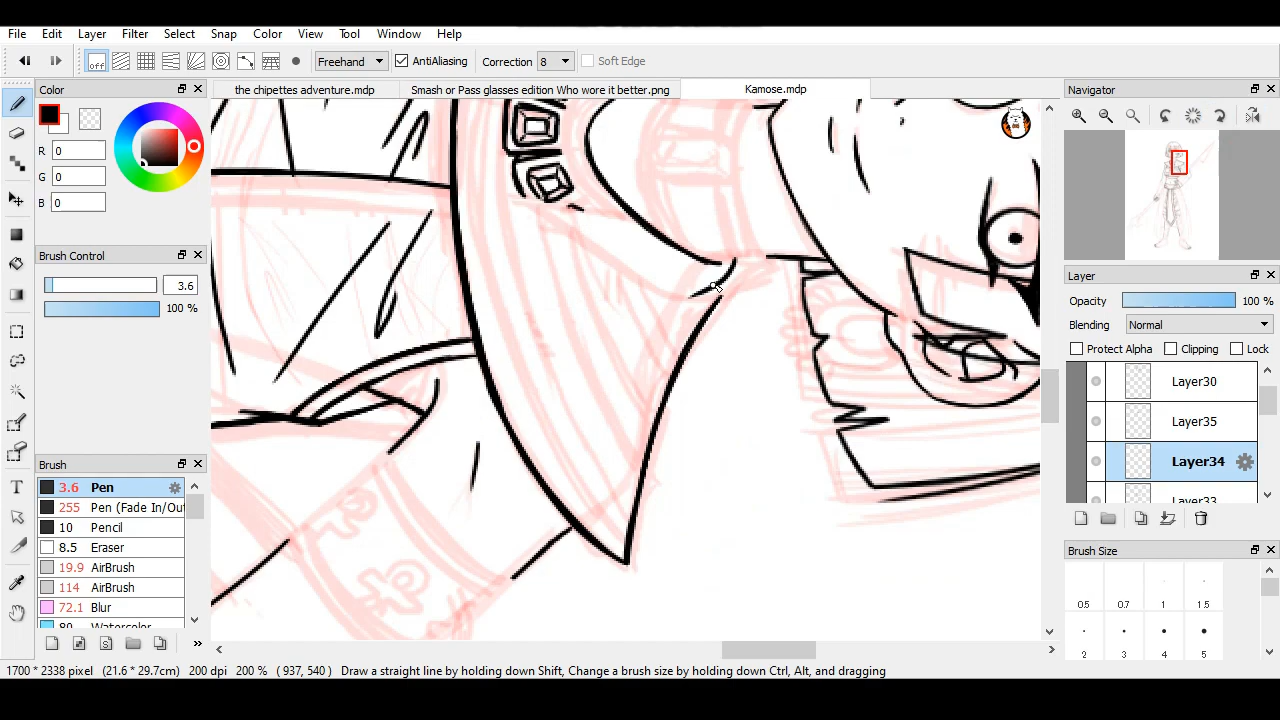 File Edit Layer Filter Select Snap Color View Tool Window Help
off Freehand AntiAliasing Correction 8 Soft Edge
Color
the chipettes adventure.mdp Smash or Pass glasses edition Who wore it better.png Kamose.mdp
Navigator
R 0
G 0
B 0
Brush Control
3.6
100 %
Layer
Opacity 100 %
Blending Normal
Protect Alpha Clipping Lock
Layer30
Layer35
Layer34
Layer33
Brush
3.6 Pen
255 Pen (Fade In/Out
10 Pencil
8.5 Eraser
19.9 AirBrush
114 AirBrush
72.1 Blur
80 Watercolor
Brush Size
0.5 0.7 1 1.5
2 3 4 5
1700 * 2338 pixel (21.6 * 29.7cm) 200 dpi 200 % ( 937, 540 ) Draw a straight line by holding down Shift, Change a brush size by holding down Ctrl, Alt, and dragging